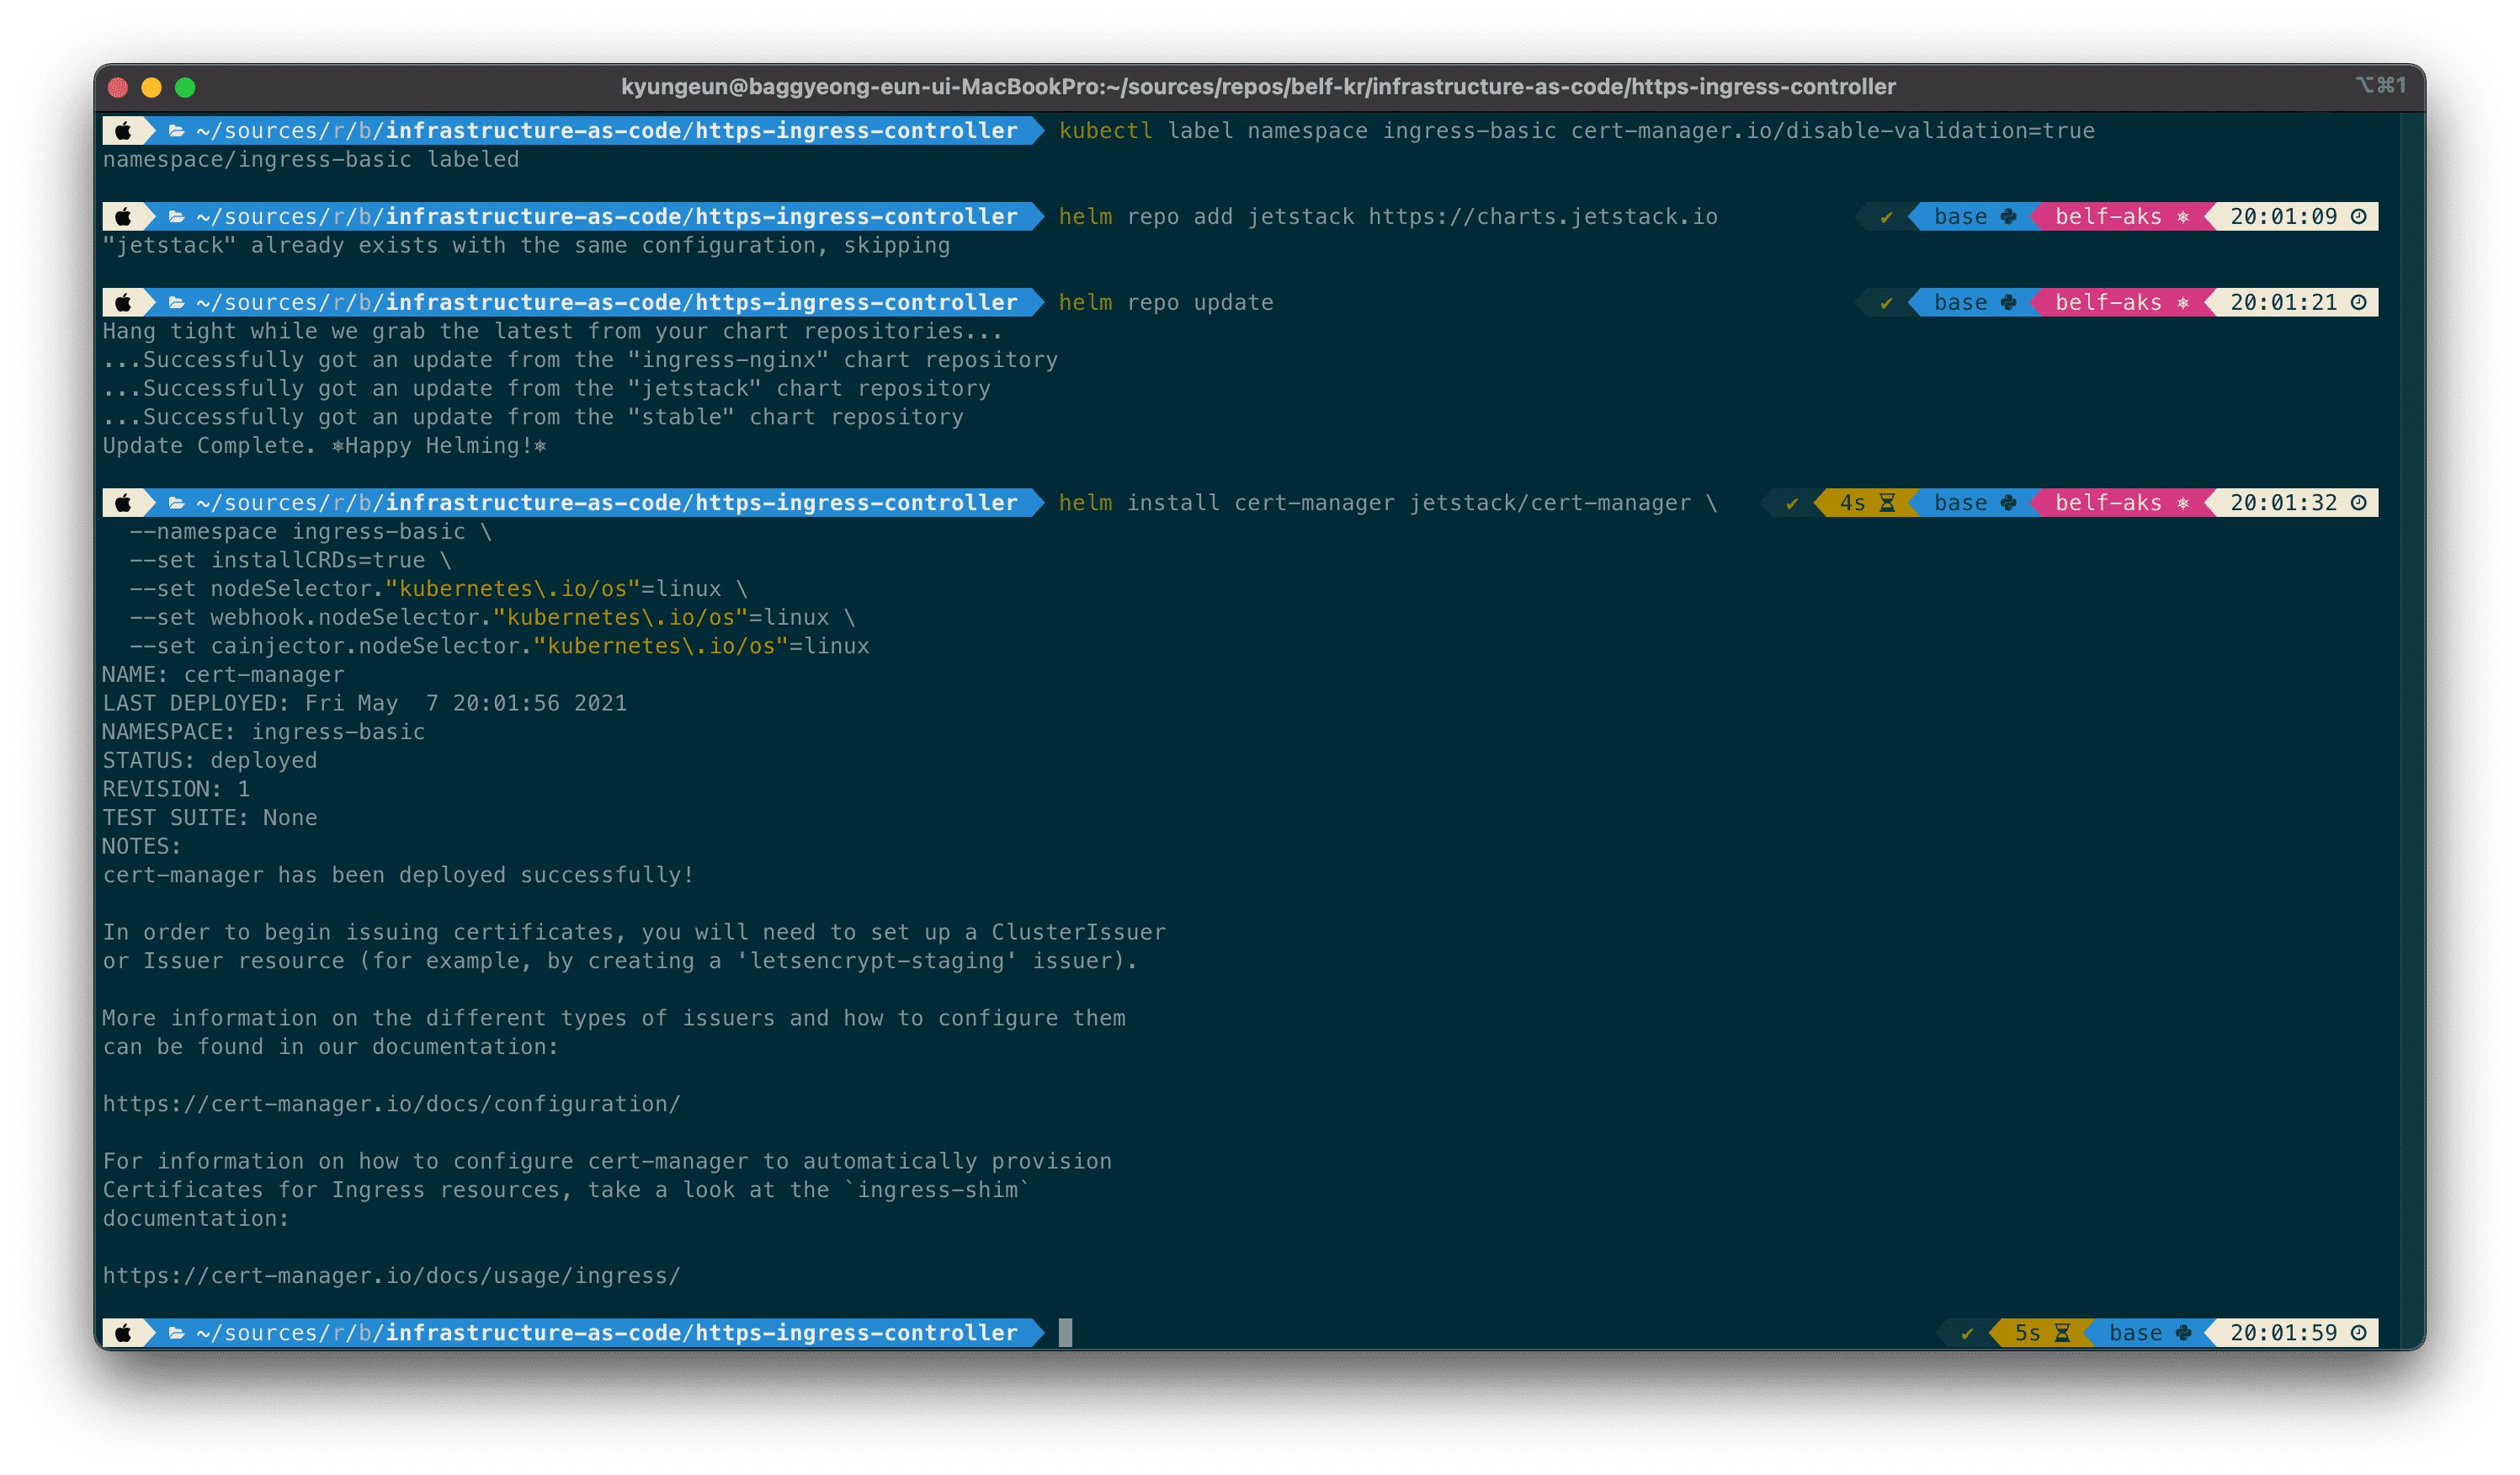 kyungeun@baggyeong-eun-ui-MacBookPro:~/sources/repos/belf-kr/infrastructure-as-code/https-ingress-controller ⌥⌘1
~/sources/r/b/infrastructure-as-code/https-ingress-controller kubectl label namespace ingress-basic cert-manager.io/disable-validation=true
namespace/ingress-basic labeled
~/sources/r/b/infrastructure-as-code/https-ingress-controller helm repo add jetstack https://charts.jetstack.io ✔ base belf-aks ⎈ 20:01:09
"jetstack" already exists with the same configuration, skipping
~/sources/r/b/infrastructure-as-code/https-ingress-controller helm repo update ✔ base belf-aks ⎈ 20:01:21
Hang tight while we grab the latest from your chart repositories...
...Successfully got an update from the "ingress-nginx" chart repository
...Successfully got an update from the "jetstack" chart repository
...Successfully got an update from the "stable" chart repository
Update Complete. ⎈Happy Helming!⎈
~/sources/r/b/infrastructure-as-code/https-ingress-controller helm install cert-manager jetstack/cert-manager \ ✔ 4s base belf-aks ⎈ 20:01:32
  --namespace ingress-basic \
  --set installCRDs=true \
  --set nodeSelector."kubernetes\.io/os"=linux \
  --set webhook.nodeSelector."kubernetes\.io/os"=linux \
  --set cainjector.nodeSelector."kubernetes\.io/os"=linux
NAME: cert-manager
LAST DEPLOYED: Fri May  7 20:01:56 2021
NAMESPACE: ingress-basic
STATUS: deployed
REVISION: 1
TEST SUITE: None
NOTES:
cert-manager has been deployed successfully!
In order to begin issuing certificates, you will need to set up a ClusterIssuer
or Issuer resource (for example, by creating a 'letsencrypt-staging' issuer).
More information on the different types of issuers and how to configure them
can be found in our documentation:
https://cert-manager.io/docs/configuration/
For information on how to configure cert-manager to automatically provision
Certificates for Ingress resources, take a look at the `ingress-shim`
documentation:
https://cert-manager.io/docs/usage/ingress/
~/sources/r/b/infrastructure-as-code/https-ingress-controller ✔ 5s base 20:01:59